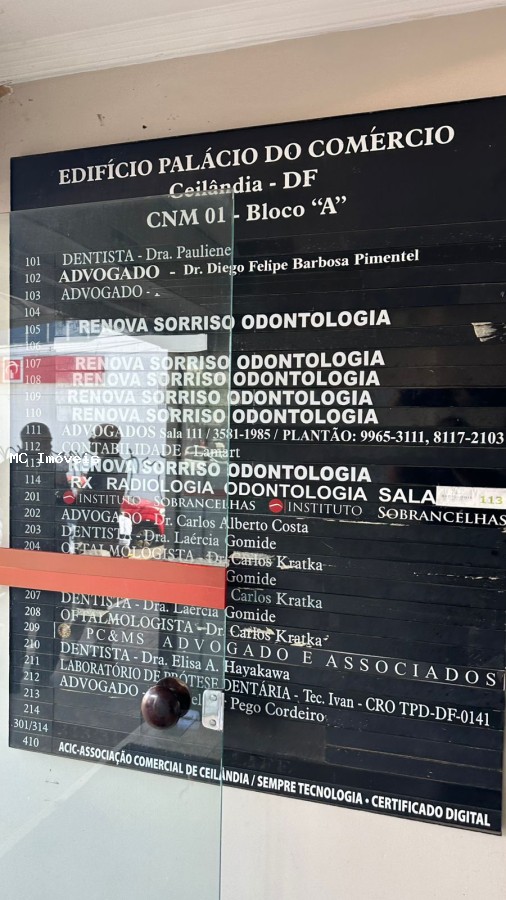 EDIFÍCIO PALÁCIO DO COMÉRCIO
Ceilândia - DF
CNM 01 - Bloco “A”
101 DENTISTA - Dra. Pauliene
102 ADVOGADO - Dr. Diego Felipe Barbosa Pimentel
103 ADVOGADO -
104
105 RENOVA SORRISO ODONTOLOGIA
106
107 RENOVA SORRISO ODONTOLOGIA
108 RENOVA SORRISO ODONTOLOGIA
109 RENOVA SORRISO ODONTOLOGIA
110 RENOVA SORRISO ODONTOLOGIA
111 ADVOGADOS Sala 111 / 3581-1985 / PLANTÃO: 9965-3111, 8117-2103
112 CONTABILIDADE - Lamart
113 RENOVA SORRISO ODONTOLOGIA
MC Imóveis
114 RX RADIOLOGIA ODONTOLOGIA SALA 113
201 INSTITUTO SOBRANCELHAS INSTITUTO SOBRANCELHAS
202 ADVOGADO - Dr. Carlos Alberto Costa
203 DENTISTA - Dra. Laércia Gomide
204 OFTALMOLOGISTA - Dr. Carlos Kratka
Gomide
Carlos Kratka
207 DENTISTA - Dra. Laércia Gomide
208 OFTALMOLOGISTA - Dr. Carlos Kratka
209 PC&MS ADVOGADO E ASSOCIADOS
210 DENTISTA - Dra. Elisa A. Hayakawa
211 LABORATÓRIO DE PRÓTESE DENTÁRIA - Tec. Ivan - CRO TPD-DF-0141
212 ADVOGADO - Pego Cordeiro
213
214
301/314
410 ACIC-ASSOCIAÇÃO COMERCIAL DE CEILÂNDIA / SEMPRE TECNOLOGIA • CERTIFICADO DIGITAL